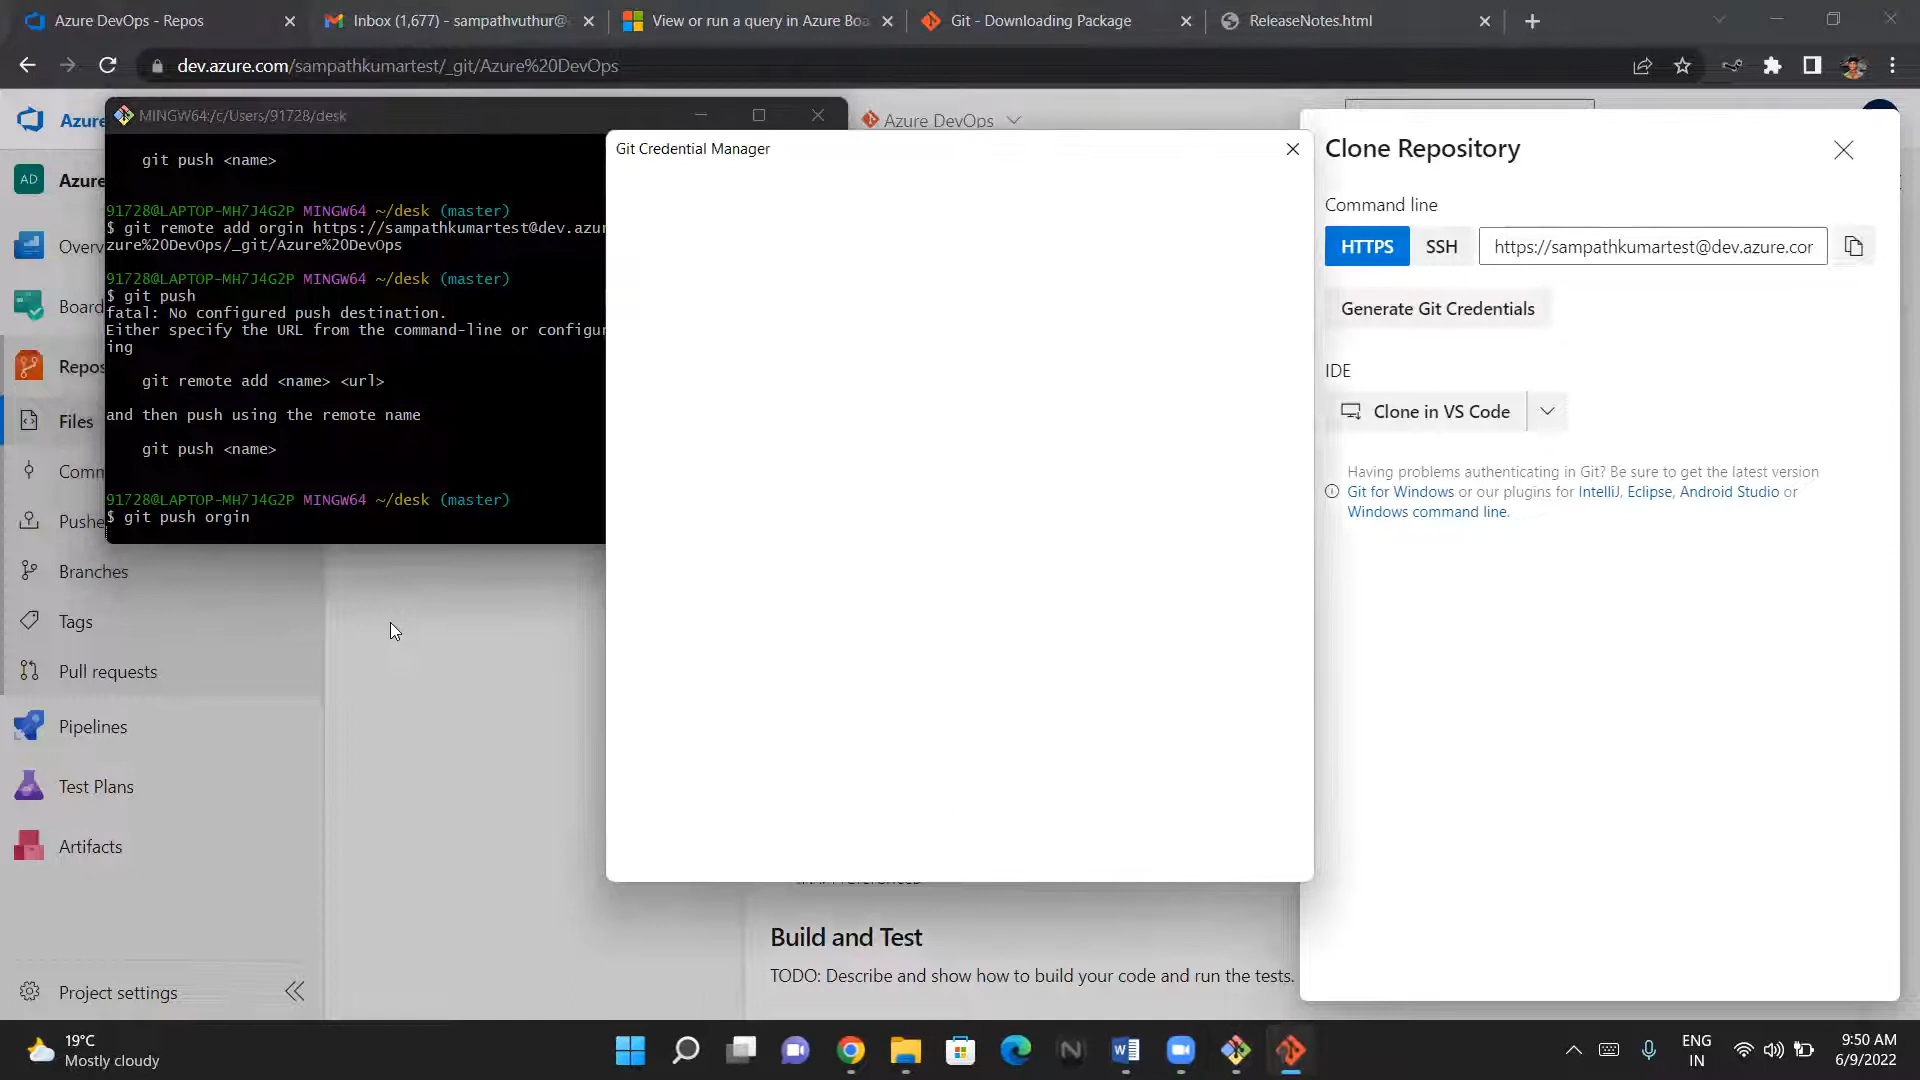 Azure DevOps - Repos
Inbox (1,677) - sampathvuthur@
View or run a query in Azure Boa
Git - Downloading Package
ReleaseNotes.html
dev.azure.com/sampathkumartest/_git/Azure%20DevOps
Azure
MINGW64:/c/Users/91728/desk
Azure DevOps
git push <name>
91728@LAPTOP-MH7J4G2P MINGW64 ~/desk (master)
$ git remote add orgin https://sampathkumartest@dev.azur
zure%20DevOps/_git/Azure%20DevOps
91728@LAPTOP-MH7J4G2P MINGW64 ~/desk (master)
$ git push
fatal: No configured push destination.
Either specify the URL from the command-line or configur
ing
git remote add <name> <url>
and then push using the remote name
git push <name>
91728@LAPTOP-MH7J4G2P MINGW64 ~/desk (master)
$ git push orgin
Git Credential Manager
Clone Repository
Command line
HTTPS
SSH
https://sampathkumartest@dev.azure.cor
Generate Git Credentials
IDE
Clone in VS Code
Having problems authenticating in Git? Be sure to get the latest version
Git for Windows or our plugins for IntelliJ, Eclipse, Android Studio or
Windows command line.
AD
Azure
Overv
Board
Repos
Files
Comm
Pushe
Branches
Tags
Pull requests
Pipelines
Test Plans
Artifacts
Project settings
Build and Test
TODO: Describe and show how to build your code and run the tests.
19°C
Mostly cloudy
ENG
IN
9:50 AM
6/9/2022